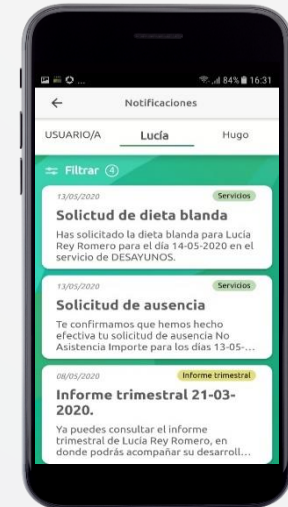 84% 16:31
Notificaciones
USUARIO/A Lucía Hugo
Filtrar 4
13/05/2020 Servicios
Solictud de dieta blanda
Has solicitado la dieta blanda para Lucia
Rey Romero para el día 14-05-2020 en el
servicio de DESAYUNOS.
13/05/2020 Servicios
Solicitud de ausencia
Te confirmamos que hemos hecho
efectiva tu solicitud de ausencia No
Asistencia Importe para los días 13-05-...
08/05/2020 Informe trimestral
Informe trimestral 21-03-
2020.
Ya puedes consultar el informe
trimestral de Lucía Rey Romero, en
donde podrás acompañar su desarroll...